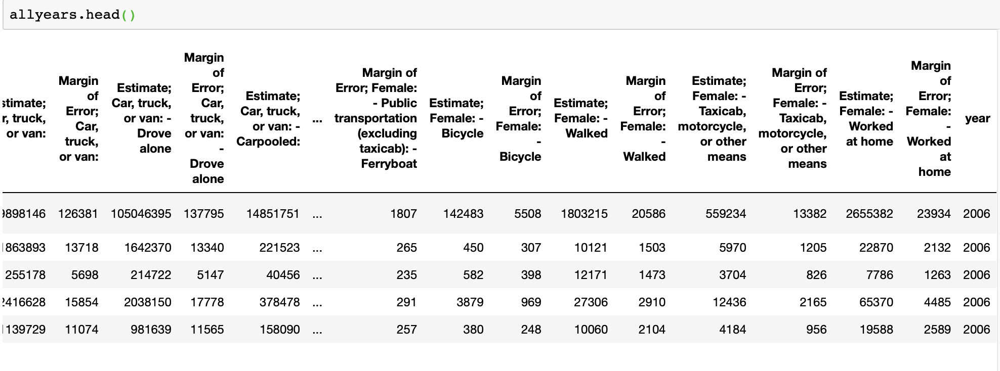 allyears.head()
stimate; r, truck, or van: Margin of Error; Car, truck, or van: Estimate; Car, truck, or van: - Drove alone Margin of Error; Car, truck, or van: - Drove alone Estimate; Car, truck, or van: - Carpooled: ... Margin of Error; Female: - Public transportation (excluding taxicab): - Ferryboat Estimate; Female: - Bicycle Margin of Error; Female: - Bicycle Estimate; Female: - Walked Margin of Error; Female: - Walked Estimate; Female: - Taxicab, motorcycle, or other means Margin of Error; Female: - Taxicab, motorcycle, or other means Estimate; Female: - Worked at home Margin of Error; Female: - Worked at home year
9898146 126381 105046395 137795 14851751 ... 1807 142483 5508 1803215 20586 559234 13382 2655382 23934 2006
1863893 13718 1642370 13340 221523 ... 265 450 307 10121 1503 5970 1205 22870 2132 2006
255178 5698 214722 5147 40456 ... 235 582 398 12171 1473 3704 826 7786 1263 2006
2416628 15854 2038150 17778 378478 ... 291 3879 969 27306 2910 12436 2165 65370 4485 2006
1139729 11074 981639 11565 158090 ... 257 380 248 10060 2104 4184 956 19588 2589 2006